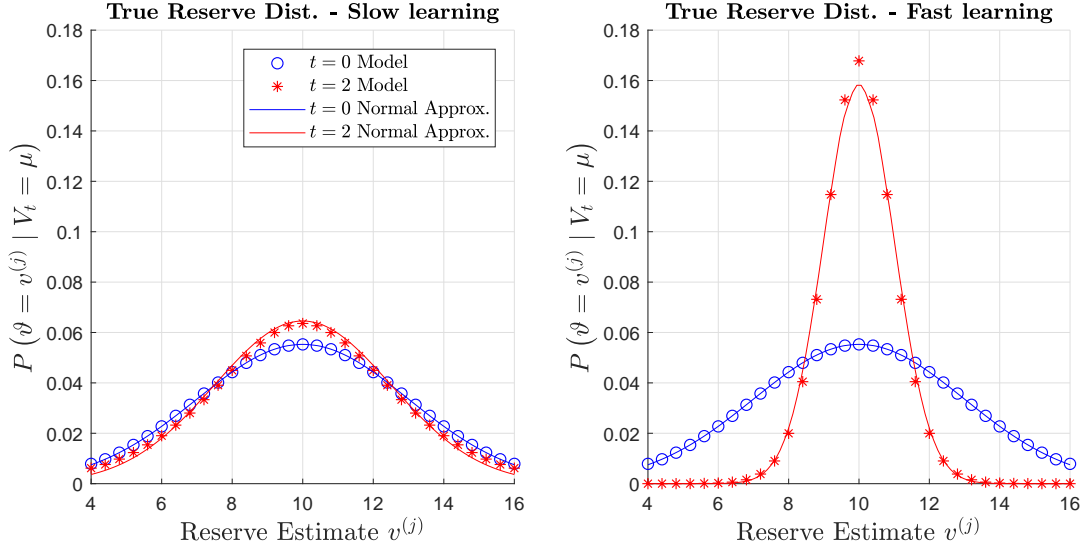 True Reserve Dist. - Slow learning
0.18
0.16
0.14
0.12
0.1
0.08
0.06
0.04
0.02
0
P (ϑ = v^(j) | V_t = μ)
t = 0 Model
t = 2 Model
t = 0 Normal Approx.
t = 2 Normal Approx.
4 6 8 10 12 14 16
Reserve Estimate v^(j)
True Reserve Dist. - Fast learning
0.18
0.16
0.14
0.12
0.1
0.08
0.06
0.04
0.02
0
P (ϑ = v^(j) | V_t = μ)
4 6 8 10 12 14 16
Reserve Estimate v^(j)